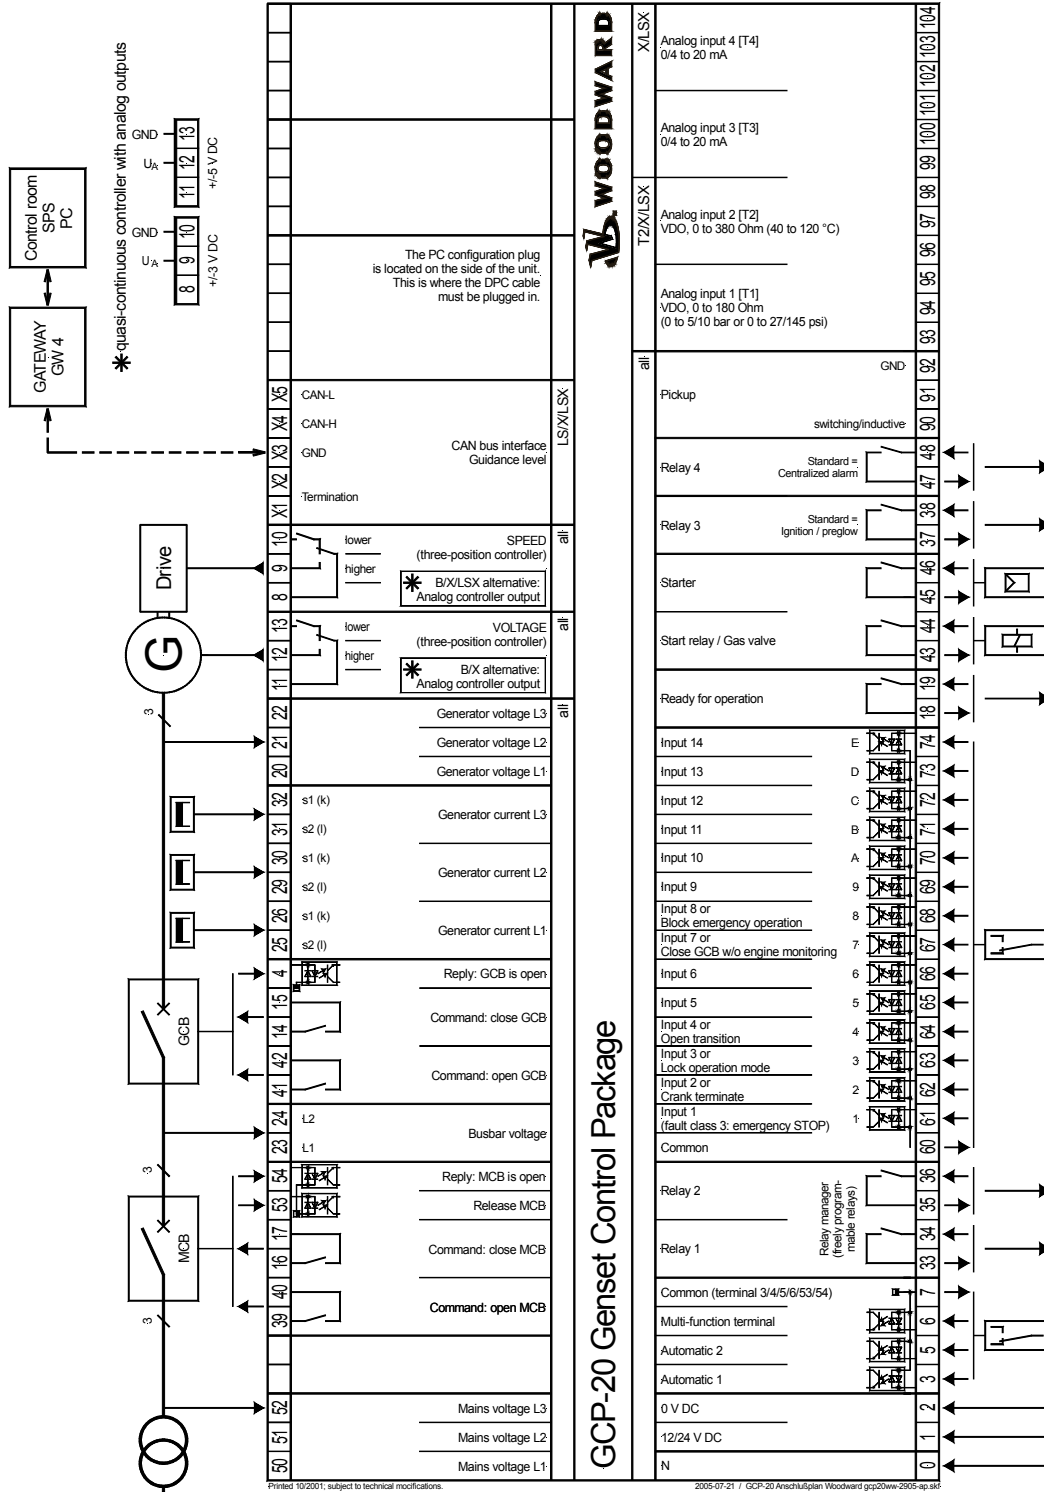 Control room
SPS
PC
GATEWAY
GW 4
* quasi-continuous controller with analog outputs
GND
UA
8 9 10
+/-3 V DC
GND
UA
11 12 13
+/-5 V DC
Drive
G
3
GCB
3
MCB
3
The PC configuration plug
is located on the side of the unit.
This is where the DPC cable
must be plugged in.
X5 CAN-L
X4 CAN-H
X3 GND
X2
X1 Termination
CAN bus interface
Guidance level
LS/X/LSX
10 lower
9 higher
8
SPEED
(three-position controller)
* B/X/LSX alternative:
Analog controller output
all
13 lower
12 higher
11
VOLTAGE
(three-position controller)
* B/X alternative:
Analog controller output
all
22 Generator voltage L3
21 Generator voltage L2
20 Generator voltage L1
all
32 s1 (k)
31 s2 (l)
Generator current L3
30 s1 (k)
29 s2 (l)
Generator current L2
26 s1 (k)
25 s2 (l)
Generator current L1
4 Reply: GCB is open
15
14
Command: close GCB
42
41
Command: open GCB
24 L2
23 L1
Busbar voltage
54 Reply: MCB is open
53 Release MCB
17
16
Command: close MCB
40
39
Command: open MCB
52 Mains voltage L3
51 Mains voltage L2
50 Mains voltage L1
WOODWARD
GCP-20 Genset Control Package
X/LSX
Analog input 4 [T4]
0/4 to 20 mA
104
103
102
Analog input 3 [T3]
0/4 to 20 mA
101
100
99
T2/X/LSX
Analog input 2 [T2]
VDO, 0 to 380 Ohm (40 to 120 °C)
98
97
96
Analog input 1 [T1]
VDO, 0 to 180 Ohm
(0 to 5/10 bar or 0 to 27/145 psi)
95
94
93
all
GND 92
Pickup 91
switching/inductive 90
Relay 4
Standard =
Centralized alarm
48
47
Relay 3
Standard =
Ignition / preglow
38
37
Starter
46
45
Start relay / Gas valve
44
43
Ready for operation
19
18
Input 14 E 74
Input 13 D 73
Input 12 C 72
Input 11 B 71
Input 10 A 70
Input 9 9 69
Input 8 or
Block emergency operation 8 68
Input 7 or
Close GCB w/o engine monitoring 7 67
Input 6 6 66
Input 5 5 65
Input 4 or
Open transition 4 64
Input 3 or
Lock operation mode 3 63
Input 2 or
Crank terminate 2 62
Input 1
(fault class 3: emergency STOP) 1 61
Common 60
Relay 2
36
35
Relay 1
34
33
Relay manager
(freely program-
mable relays)
Common (terminal 3/4/5/6/53/54) 7
Multi-function terminal 6
Automatic 2 5
Automatic 1 3
0 V DC 2
12/24 V DC 1
N 0
Printed 10/2001; subject to technical mocifications.
2005-07-21 / GCP-20 Anschlußplan Woodward gcp20ww-2905-ap.skf